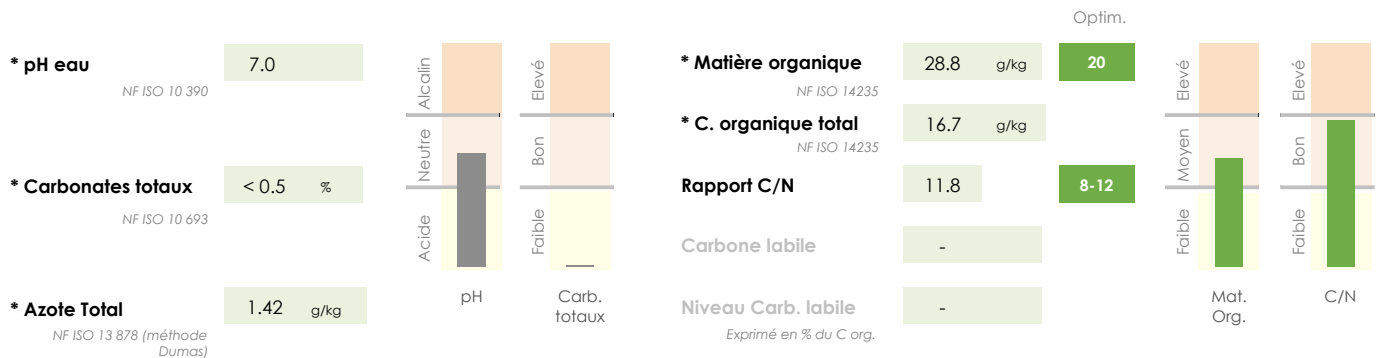 Optim.
* pH eau
7.0
NF ISO 10 390
* Carbonates totaux
< 0.5 %
NF ISO 10 693
* Azote Total
1.42 g/kg
NF ISO 13 878 (méthode
Dumas)
Alcalin
Neutre
Acide
pH
Elevé
Bon
Faible
Carb.
totaux
* Matière organique
28.8 g/kg
20
NF ISO 14235
* C. organique total
16.7 g/kg
NF ISO 14235
Rapport C/N
11.8
8-12
Carbone labile
-
Niveau Carb. labile
-
Exprimé en % du C org.
Elevé
Moyen
Faible
Mat.
Org.
Elevé
Bon
Faible
C/N